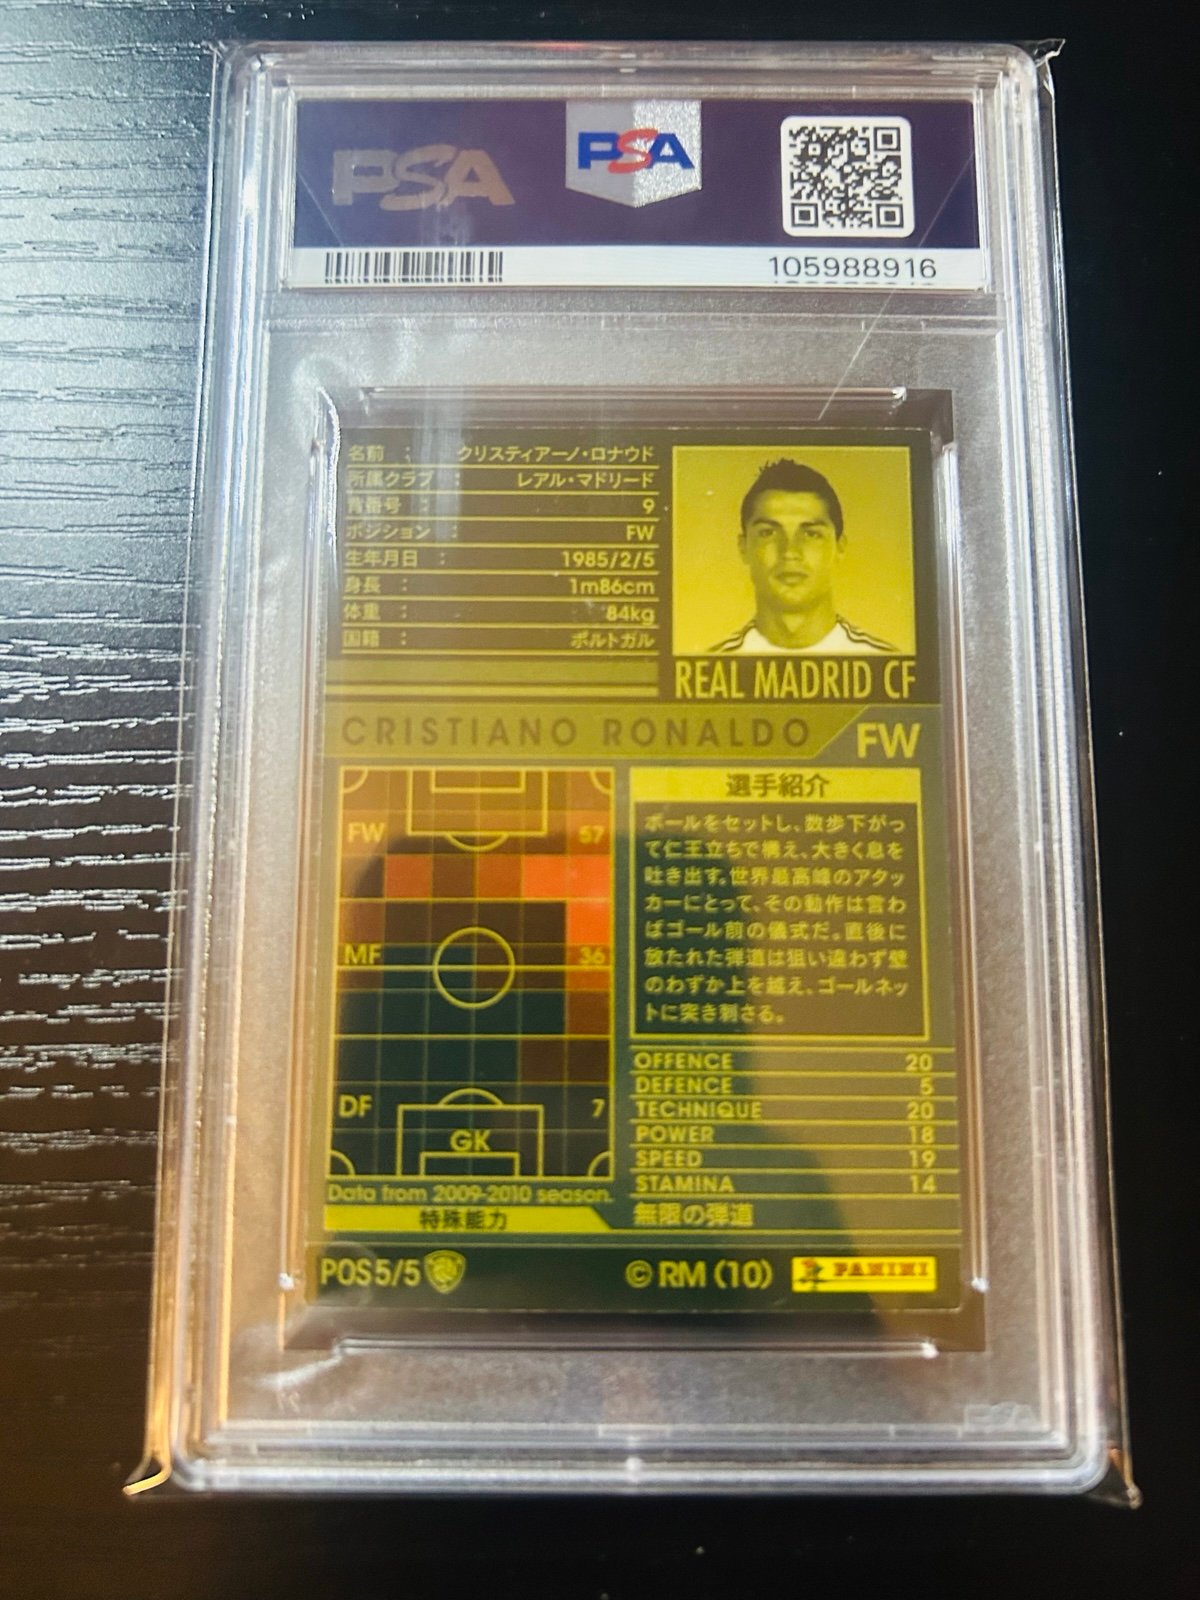 PSA
PSA
105988916
名前 : クリスティアーノ・ロナウド
所属クラブ : レアル・マドリード
背番号 : 9
ポジション : FW
生年月日 : 1985/2/5
身長 : 1m86cm
体重 : 84kg
国籍 : ポルトガル
REAL MADRID CF
CRISTIANO RONALDO
FW
FW 57
MF 36
DF 7
GK
Data from 2009-2010 season.
特殊能力
選手紹介
ボールをセットし、数歩下がっ
て仁王立ちで構え、大きく息を
吐き出す。世界最高峰のアタッ
カーにとって、その動作は言わ
ばゴール前の儀式だ。直後に
放たれた弾道は狙い違わず壁
のわずか上を越え、ゴールネッ
トに突き刺さる。
OFFENCE 20
DEFENCE 5
TECHNIQUE 20
POWER 18
SPEED 19
STAMINA 14
無限の弾道
POS5/5
© RM (10)
PANINI